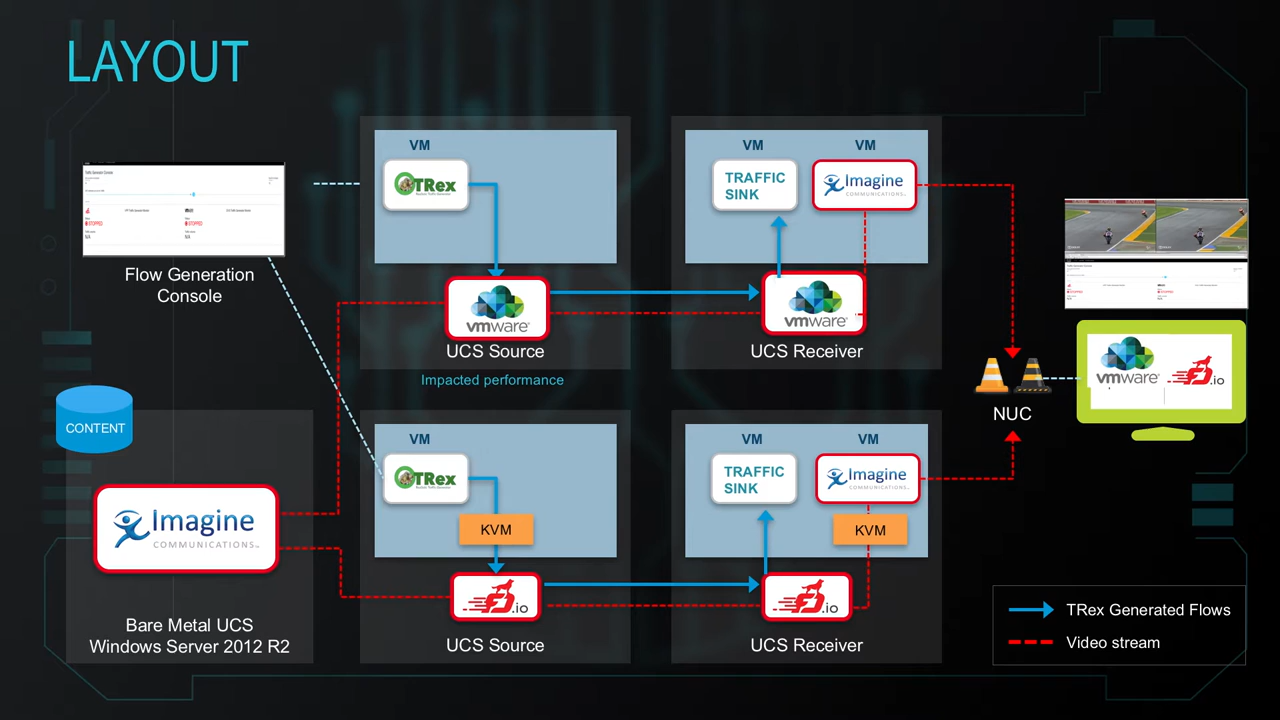 LAYOUT
VM
TRex
VM
VM
TRAFFIC
SINK
Imagine
COMMUNICATIONS
Flow Generation
Console
vmware
UCS Source
Impacted performance
vmware
UCS Receiver
NUC
vmware
.io
CONTENT
Imagine
COMMUNICATIONS
Bare Metal UCS
Windows Server 2012 R2
VM
TRex
KVM
.io
UCS Source
VM
VM
TRAFFIC
SINK
Imagine
COMMUNICATIONS
KVM
.io
UCS Receiver
TRex Generated Flows
Video stream